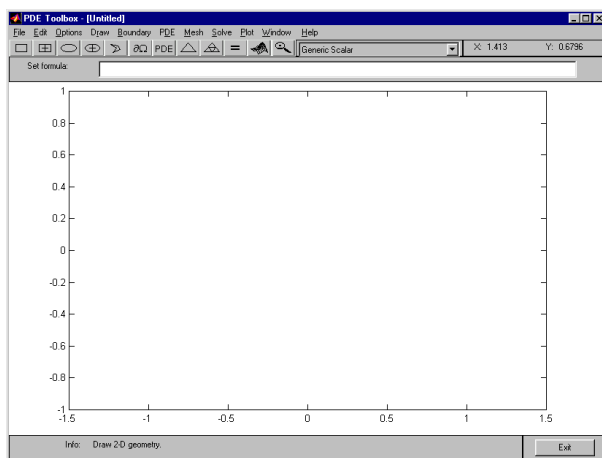 PDE Toolbox - [Untitled]
File Edit Options Draw Boundary PDE Mesh Solve Plot Window Help
∂Ω PDE = Generic Scalar X: 1.413 Y: 0.6796
Set formula:
1
0.8
0.6
0.4
0.2
0
-0.2
-0.4
-0.6
-0.8
-1
-1.5 -1 -0.5 0 0.5 1 1.5
Info: Draw 2-D geometry. Exit